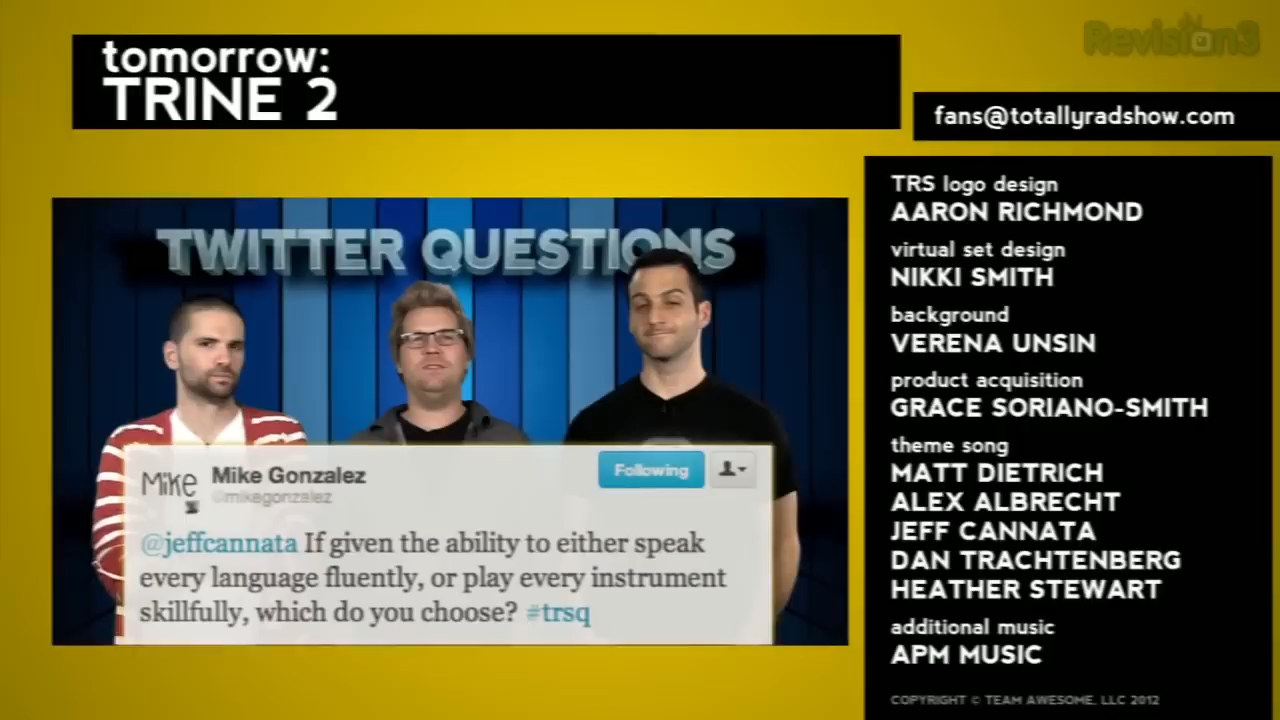 tomorrow:
TRINE 2
Revision3
fans@totallyradshow.com
TWITTER QUESTIONS
Mike
Mike Gonzalez
@mikegonzalez
Following
@jeffcannata If given the ability to either speak
every language fluently, or play every instrument
skillfully, which do you choose? #trsq
TRS logo design
AARON RICHMOND
virtual set design
NIKKI SMITH
background
VERENA UNSIN
product acquisition
GRACE SORIANO-SMITH
theme song
MATT DIETRICH
ALEX ALBRECHT
JEFF CANNATA
DAN TRACHTENBERG
HEATHER STEWART
additional music
APM MUSIC
COPYRIGHT © TEAM AWESOME, LLC 2012